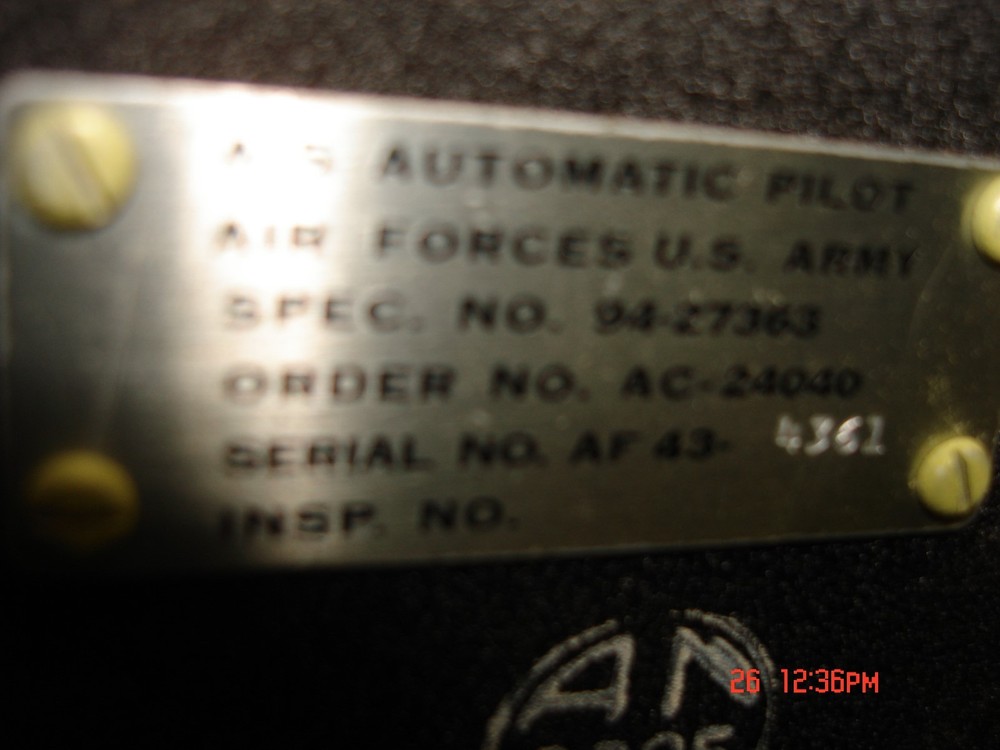 AUTOMATIC PILOT
AIR FORCES U.S. ARMY
SPEC. NO. 94-27363
ORDER NO. AC-24040
SERIAL NO. AF 43- 4361
INSP. NO.
AN
26 12:36PM